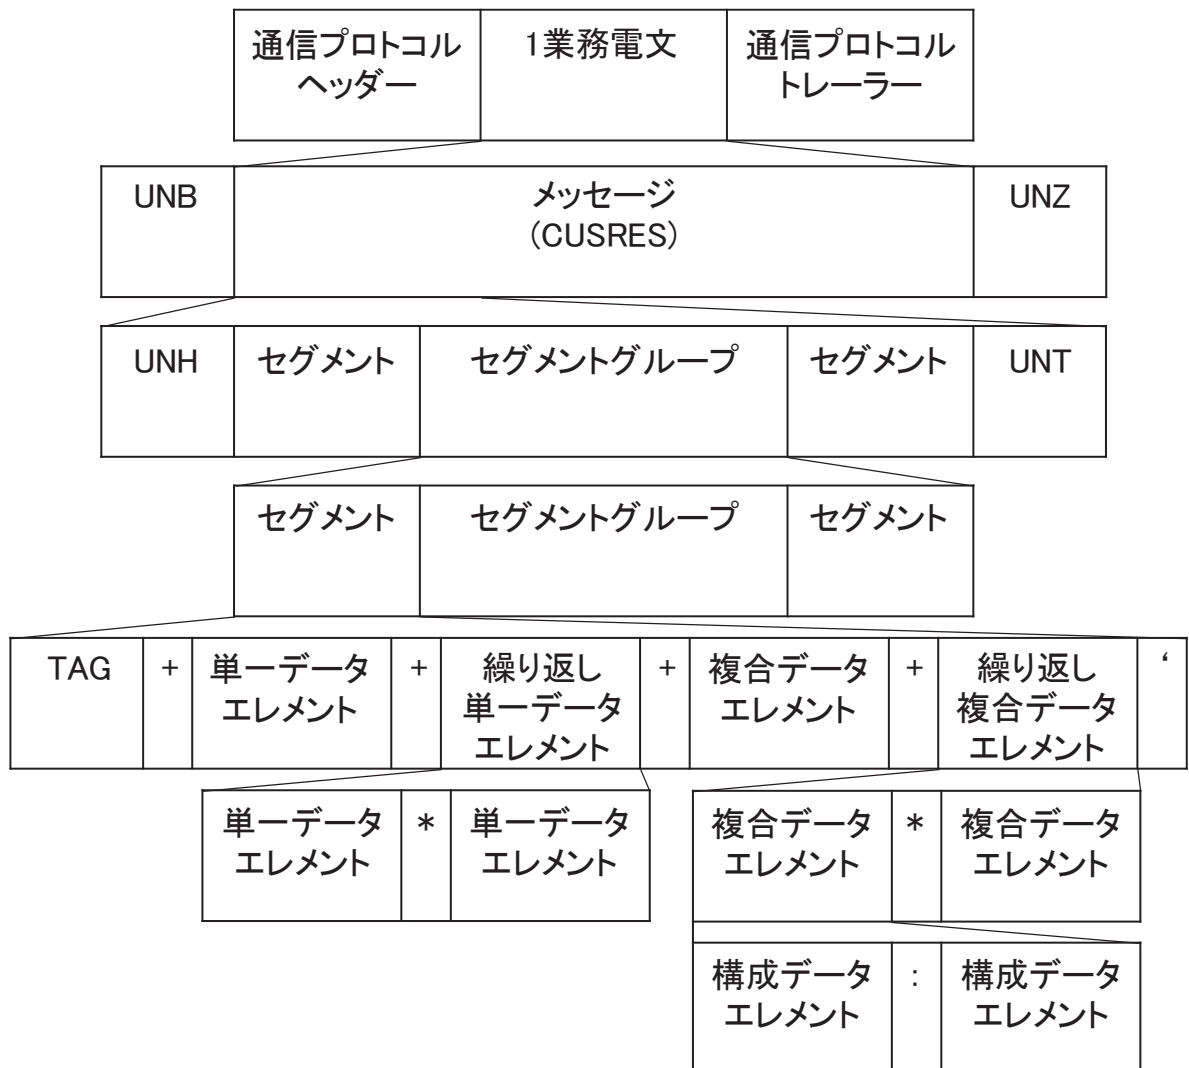 通信プロトコル
ヘッダー
1業務電文
通信プロトコル
トレーラー
UNB
メッセージ
(CUSRES)
UNZ
UNH
セグメント
セグメントグループ
セグメント
UNT
セグメント
セグメントグループ
セグメント
TAG
+
単一データ
エレメント
+
繰り返し
単一データ
エレメント
+
複合データ
エレメント
+
繰り返し
複合データ
エレメント
‘
単一データ
エレメント
*
単一データ
エレメント
複合データ
エレメント
*
複合データ
エレメント
構成データ
エレメント
:
構成データ
エレメント